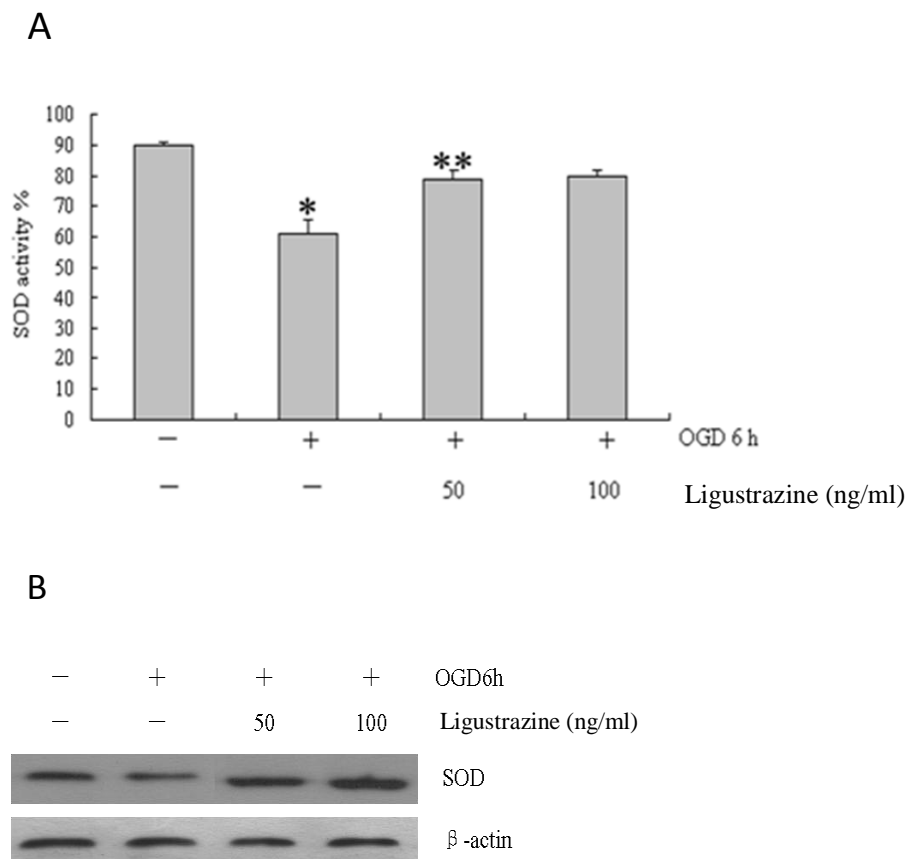 A
SOD activity %
100
90
80
70
60
50
40
30
20
10
0
*
**
− + + + OGD 6 h
− − 50 100 Ligustrazine (ng/ml)
B
− + + + OGD6h
− − 50 100 Ligustrazine (ng/ml)
SOD
β-actin